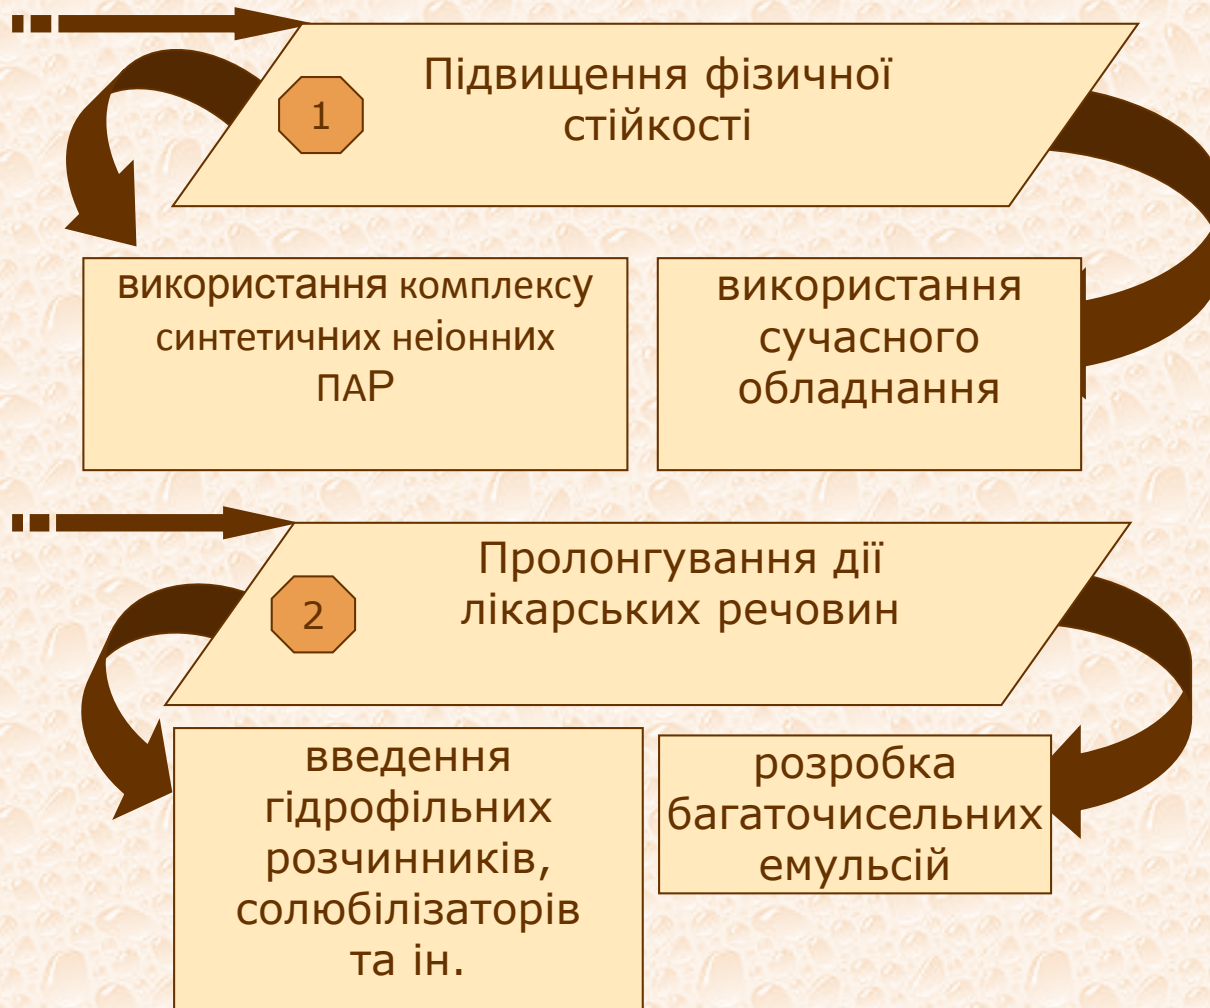 1
Підвищення фізичної
стійкості
використання комплексу
синтетичних неіонних
ПАР
використання
сучасного
обладнання
2
Пролонгування дії
лікарських речовин
введення
гідрофільних
розчинників,
солюбілізаторів
та ін.
розробка
багаточисельних
емульсій